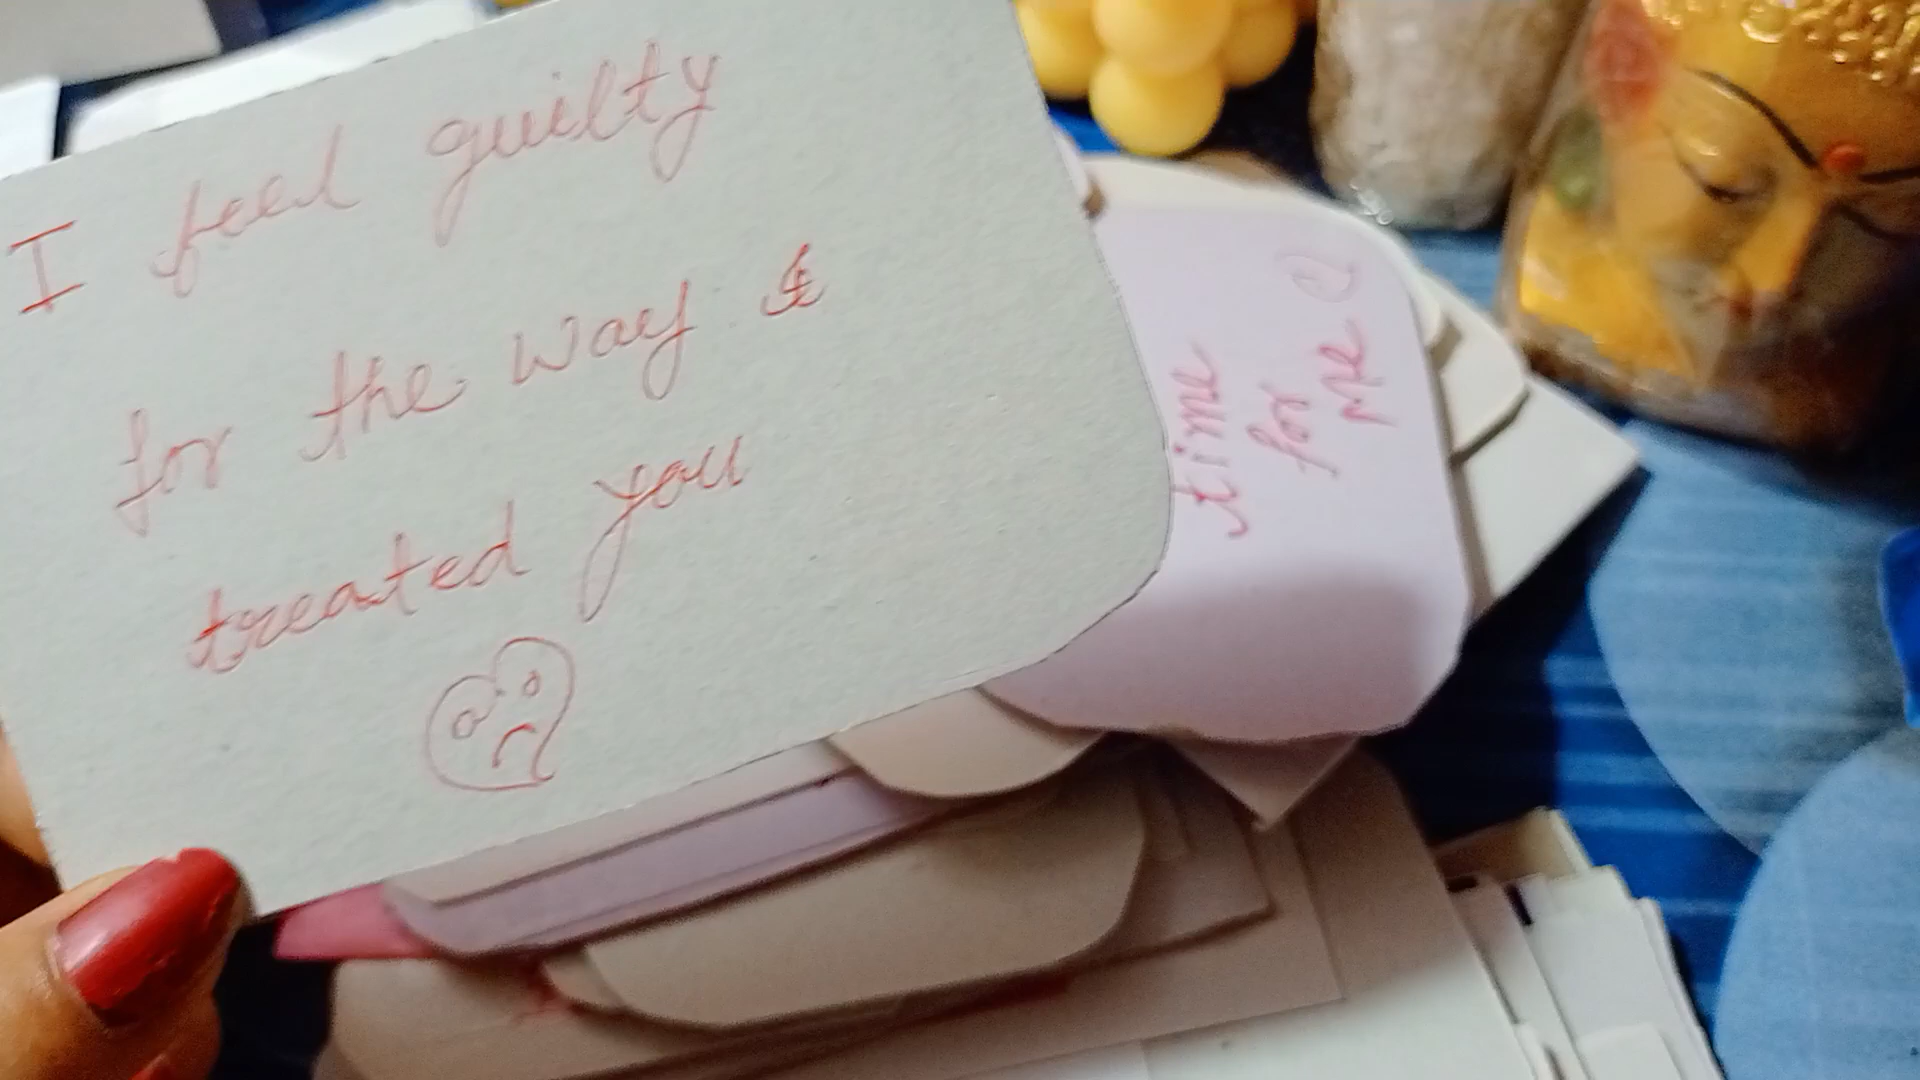 I feel guilty
for the way I
treated you
time
for
me